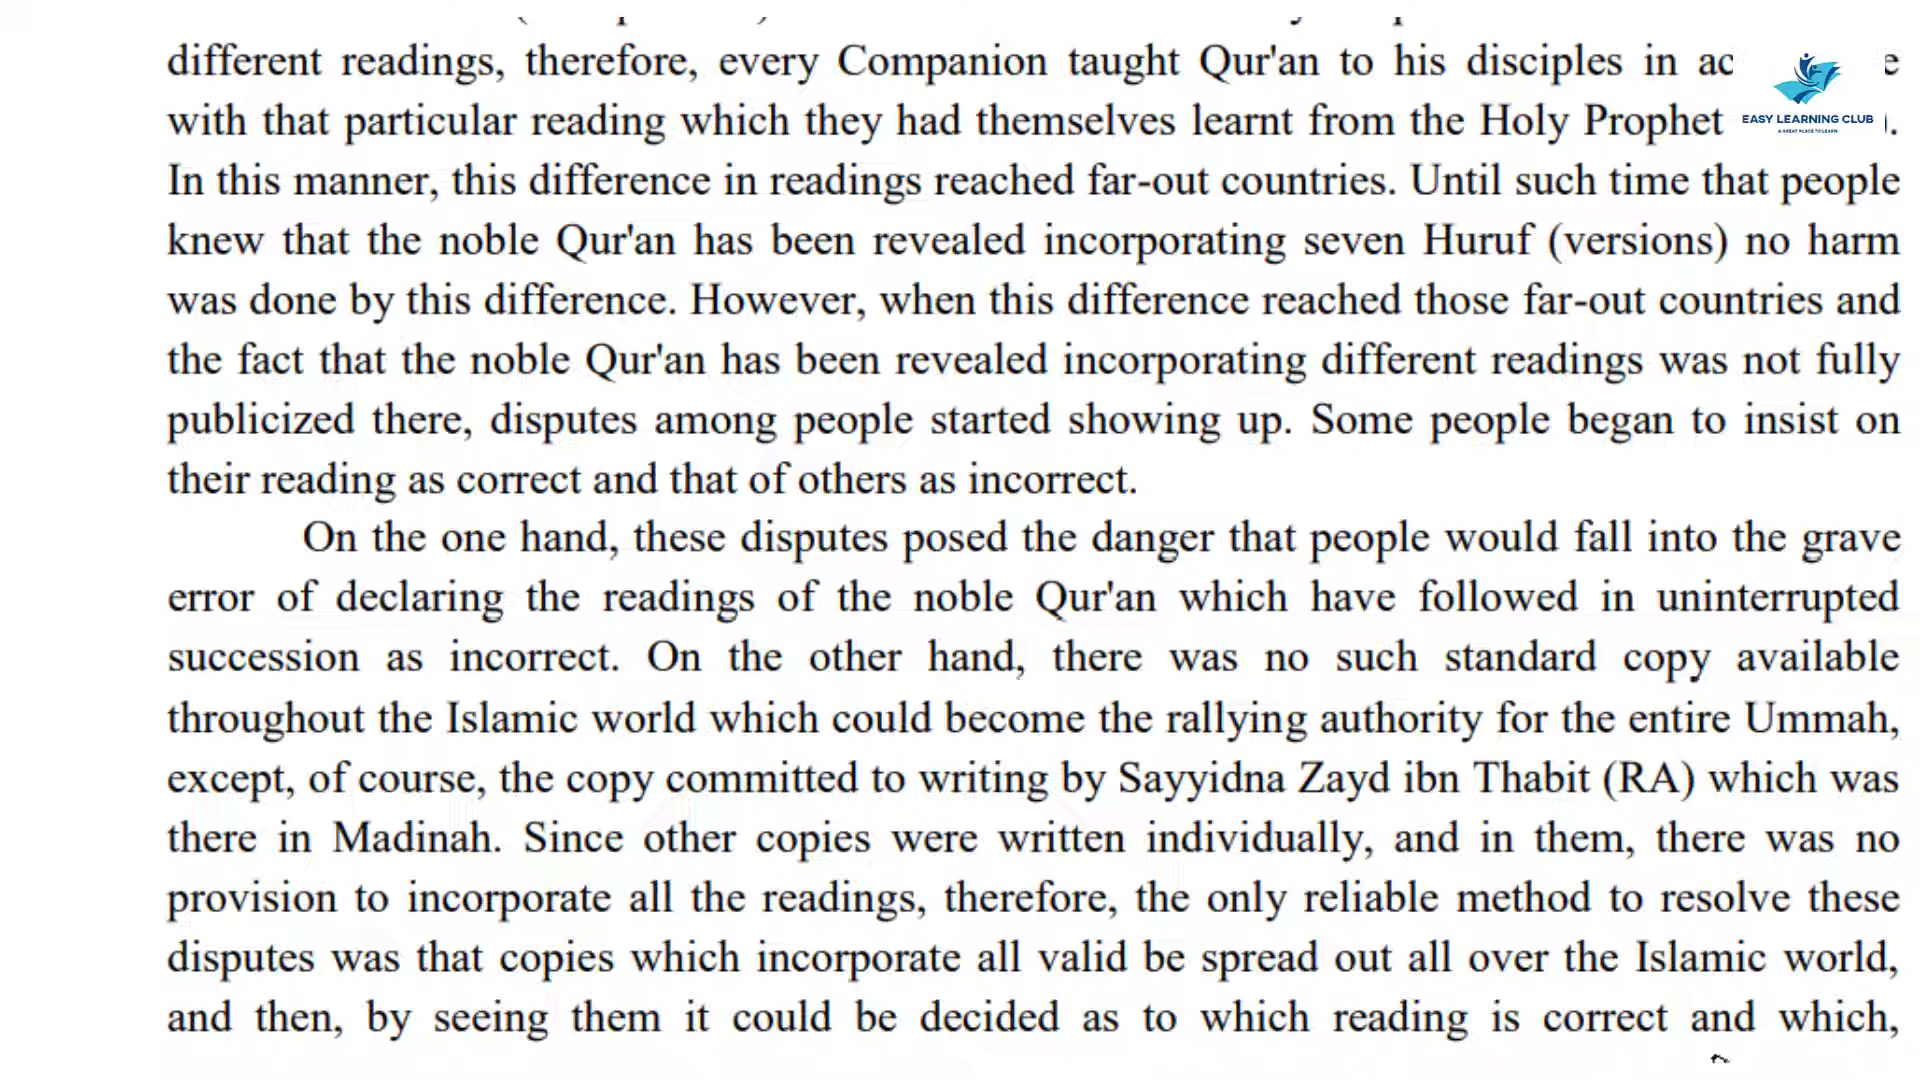 different readings, therefore, every Companion taught Qur'an to his disciples in ac e
with that particular reading which they had themselves learnt from the Holy Prophet .
EASY LEARNING CLUB
A GREAT PLACE TO LEARN
In this manner, this difference in readings reached far-out countries. Until such time that people
knew that the noble Qur'an has been revealed incorporating seven Huruf (versions) no harm
was done by this difference. However, when this difference reached those far-out countries and
the fact that the noble Qur'an has been revealed incorporating different readings was not fully
publicized there, disputes among people started showing up. Some people began to insist on
their reading as correct and that of others as incorrect.
On the one hand, these disputes posed the danger that people would fall into the grave
error of declaring the readings of the noble Qur'an which have followed in uninterrupted
succession as incorrect. On the other hand, there was no such standard copy available
throughout the Islamic world which could become the rallying authority for the entire Ummah,
except, of course, the copy committed to writing by Sayyidna Zayd ibn Thabit (RA) which was
there in Madinah. Since other copies were written individually, and in them, there was no
provision to incorporate all the readings, therefore, the only reliable method to resolve these
disputes was that copies which incorporate all valid be spread out all over the Islamic world,
and then, by seeing them it could be decided as to which reading is correct and which,